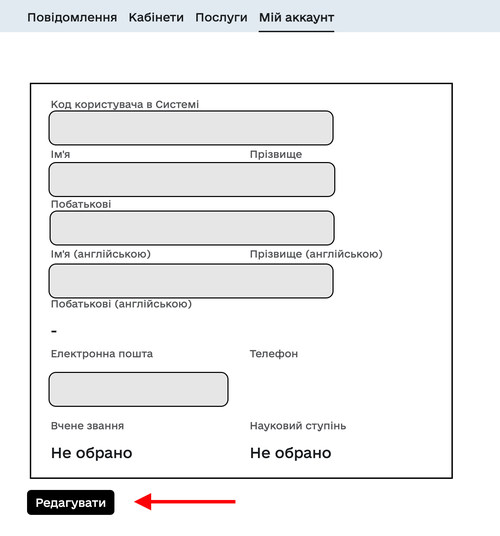 Повідомлення Кабінети Послуги Мій аккаунт
Код користувача в Системі
Ім'я Прізвище
Побатькові
Ім'я (англійською) Прізвище (англійською)
Побатькові (англійською)
-
Електронна пошта Телефон
Вчене звання Науковий ступінь
Не обрано Не обрано
Редагувати